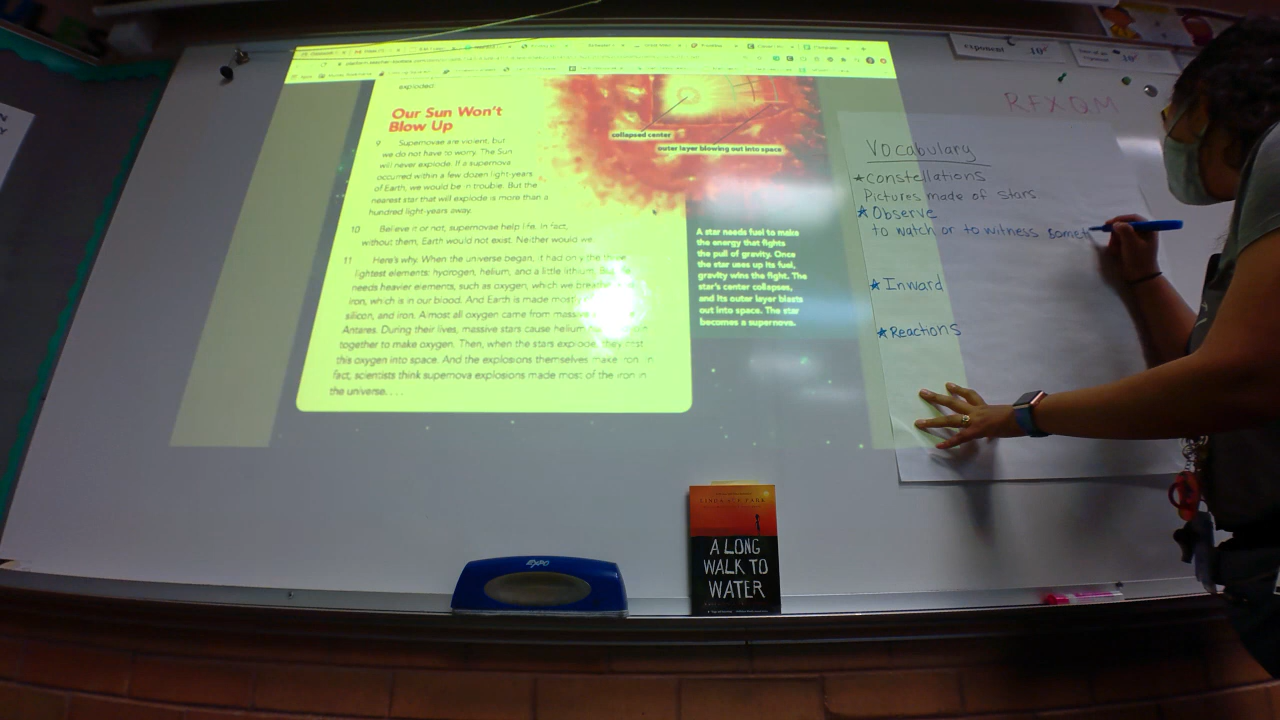 exploded.
Our Sun Won't
Blow Up
9 Supernovae are violent, but
we do not have to worry. The Sun
will never explode. If a supernova
occurred within a few dozen light-years
of Earth, we would be in trouble. But the
nearest star that will explode is more than a
hundred light-years away.
10 Believe it or not, supernovae help life. In fact,
without them, Earth would not exist. Neither would we.
11 Here's why. When the universe began, it had only the three
lightest elements: hydrogen, helium, and a little lithium. But
needs heavier elements, such as oxygen, which we breathe
iron, which is in our blood. And Earth is made mostly
silicon, and iron. Almost all oxygen came from massive
Antares. During their lives, massive stars cause helium
together to make oxygen. Then, when the stars explode, they
this oxygen into space. And the explosions themselves make iron. In
fact, scientists think supernova explosions made most of the iron in
the universe. . . .
collapsed center
outer layer blowing out into space
A star needs fuel to make
the energy that fights
the pull of gravity. Once
the star uses up its fuel,
gravity wins the fight. The
star's center collapses,
and its outer layer blasts
out into space. The star
becomes a supernova.
exponent 10²
RFXQM
Vocabulary
★constellations
Pictures made of stars
★Observe
to watch or to witness somet
★Inward
★Reactions
EXPO
A LONG
WALK TO
WATER